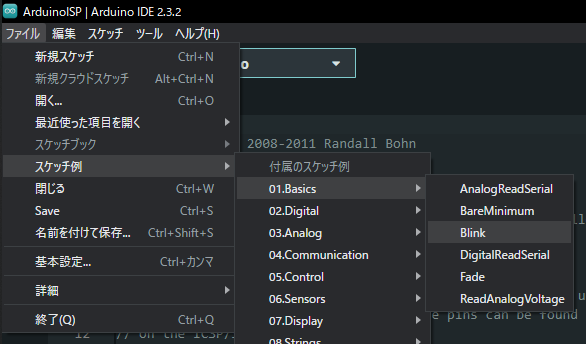 ArduinoISP | Arduino IDE 2.3.2
ファイル 編集 スケッチ ツール ヘルプ(H)
新規スケッチ Ctrl+N
新規クラウドスケッチ Alt+Ctrl+N
開く... Ctrl+O
最近使った項目を開く
スケッチブック
スケッチ例
閉じる Ctrl+W
Save Ctrl+S
名前を付けて保存... Ctrl+Shift+S
基本設定... Ctrl+カンマ
詳細
終了(Q) Ctrl+Q
2008-2011 Randall Bohn
付属のスケッチ例
01.Basics
02.Digital
03.Analog
04.Communication
05.Control
06.Sensors
07.Display
08.Strings
AnalogReadSerial
BareMinimum
Blink
DigitalReadSerial
Fade
ReadAnalogVoltage
e pins can be found
12 // on the ICSP/